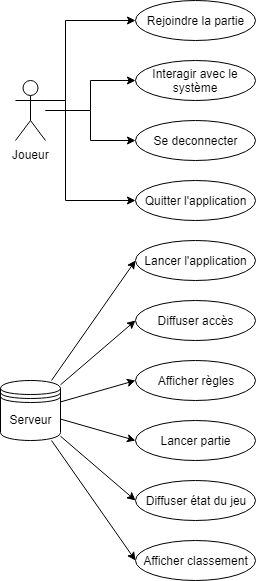 Rejoindre la partie
Interagir avec le
système
Joueur
Se deconnecter
Quitter l'application
Lancer l'application
Diffuser accès
Afficher règles
Serveur
Lancer partie
Diffuser état du jeu
Afficher classement